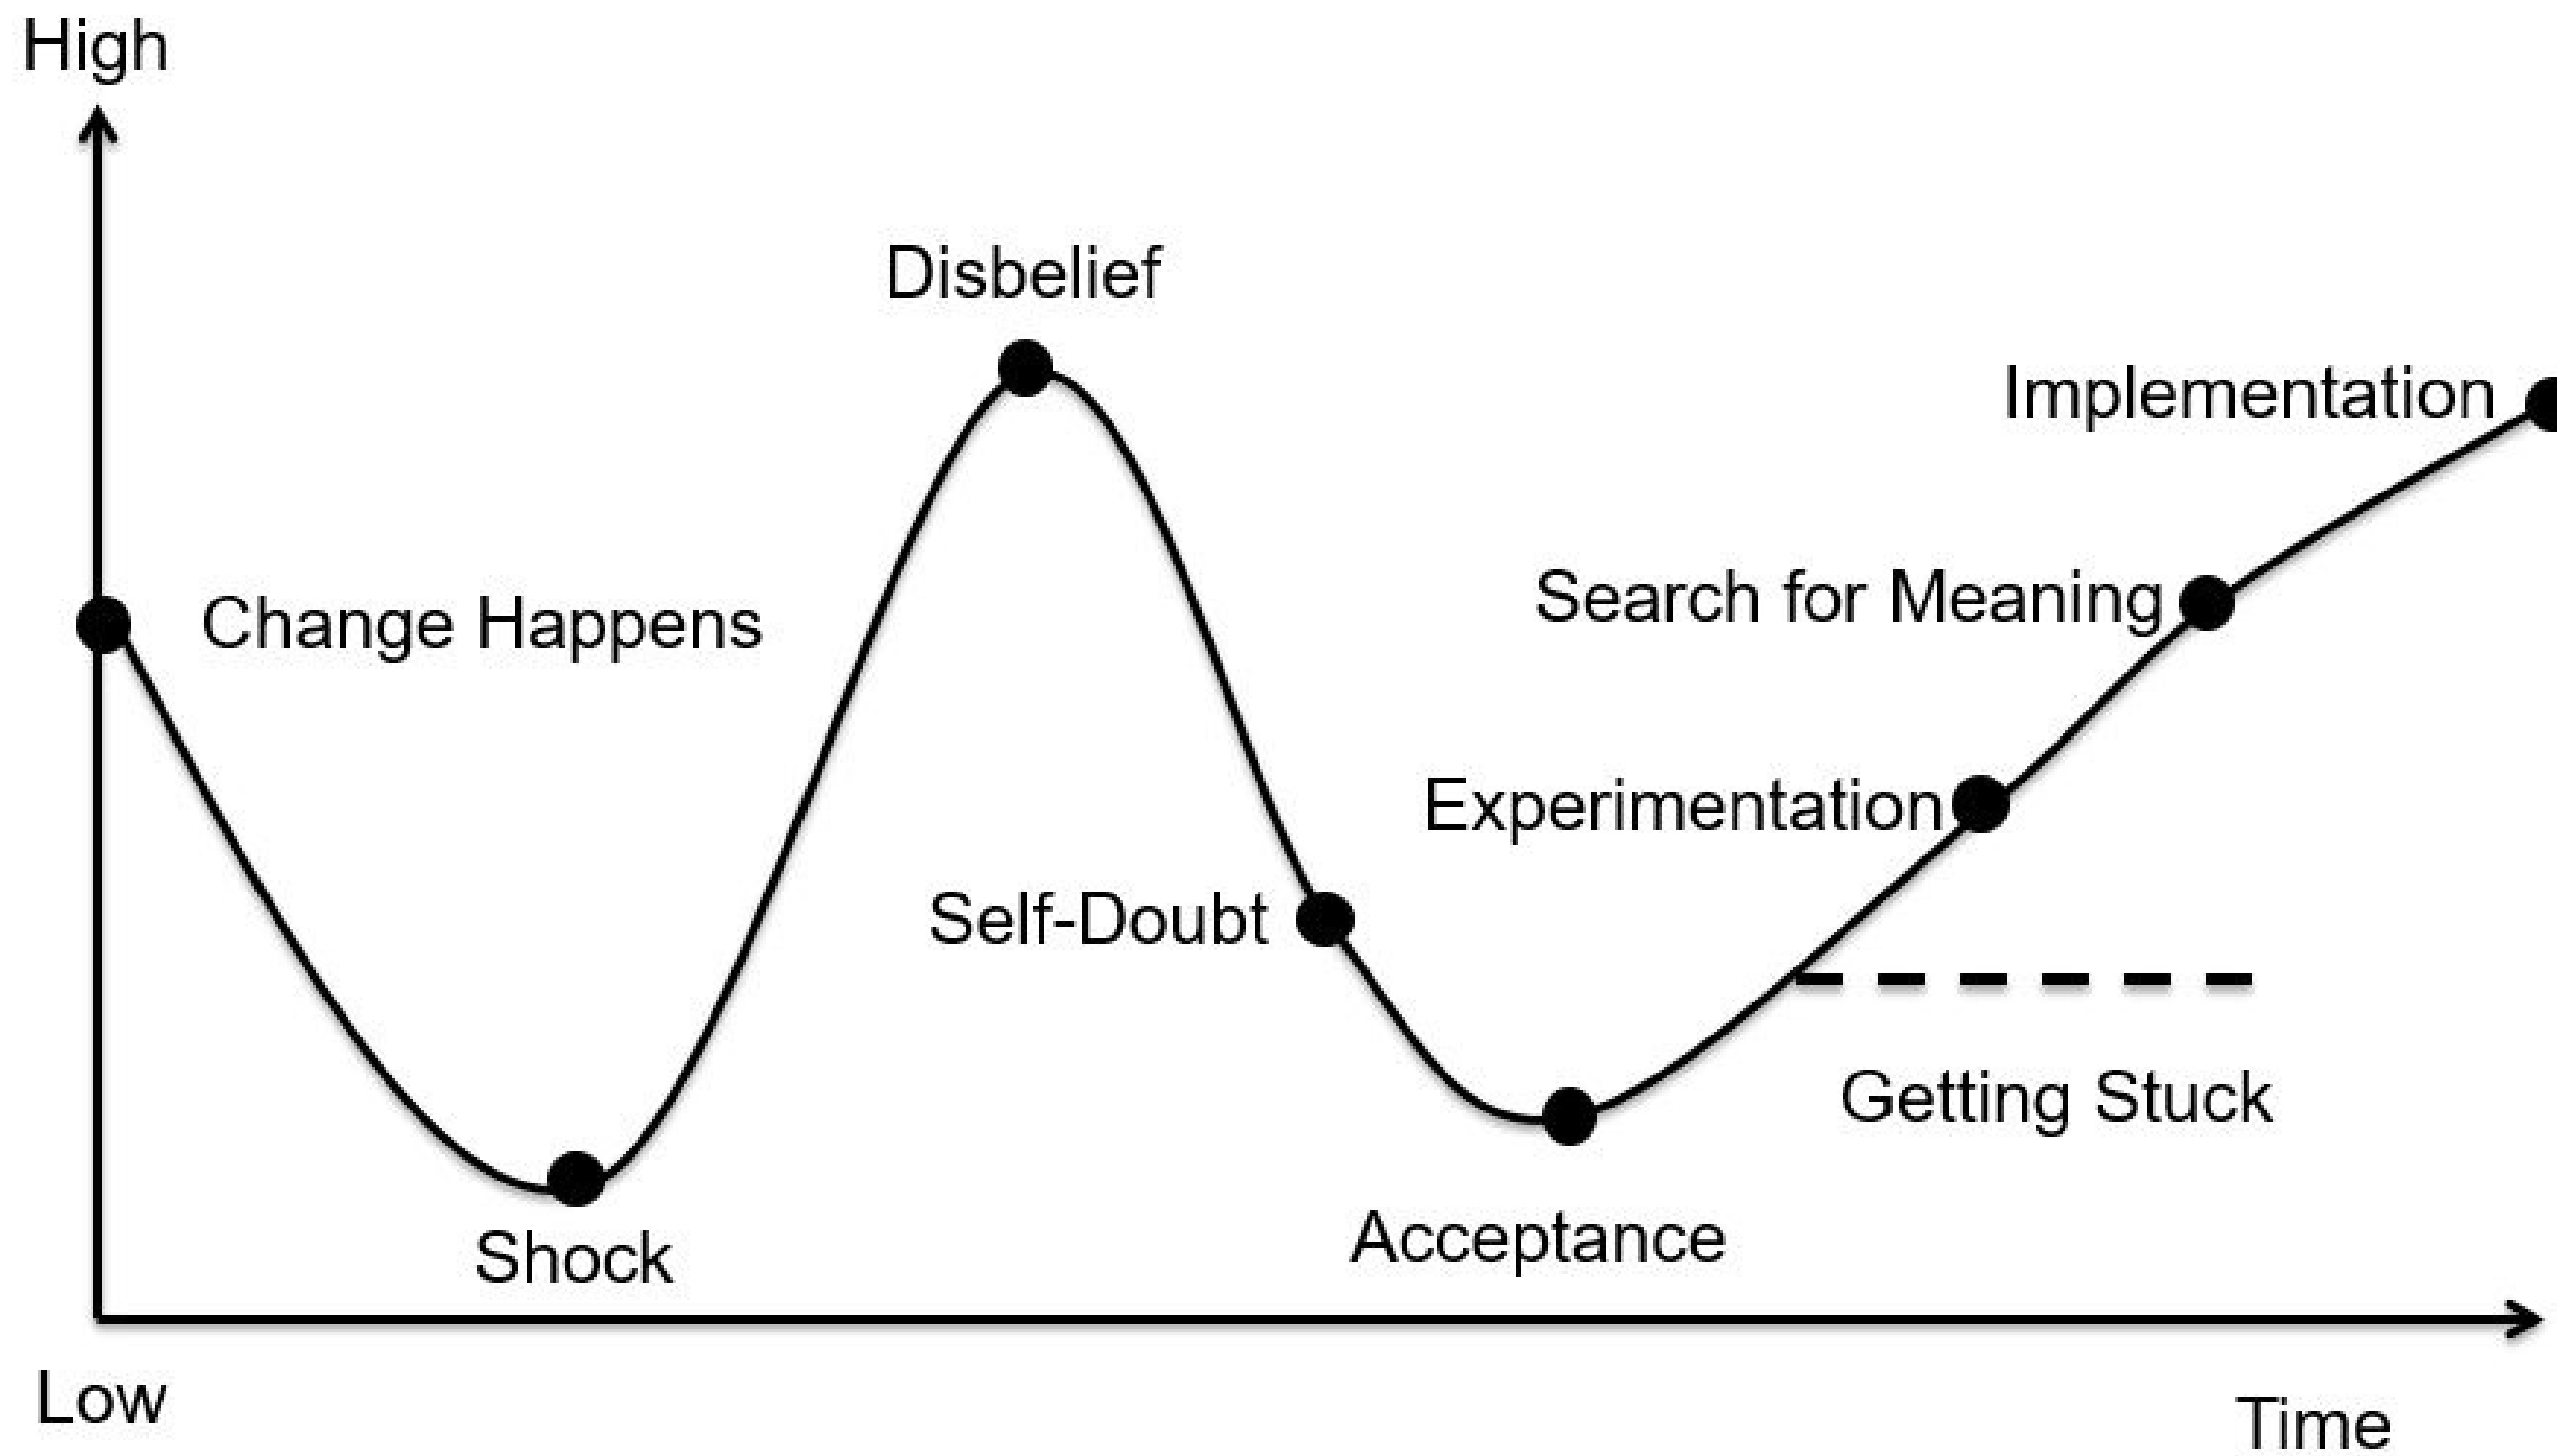 High
Disbelief
Implementation
Change Happens
Search for Meaning
Experimentation
Self-Doubt
Getting Stuck
Shock
Acceptance
Low
Time